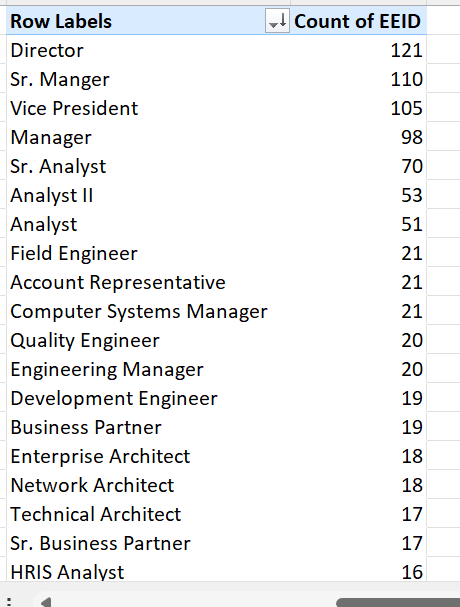 Row Labels Count of EEID
Director 121
Sr. Manger 110
Vice President 105
Manager 98
Sr. Analyst 70
Analyst II 53
Analyst 51
Field Engineer 21
Account Representative 21
Computer Systems Manager 21
Quality Engineer 20
Engineering Manager 20
Development Engineer 19
Business Partner 19
Enterprise Architect 18
Network Architect 18
Technical Architect 17
Sr. Business Partner 17
HRIS Analyst 16